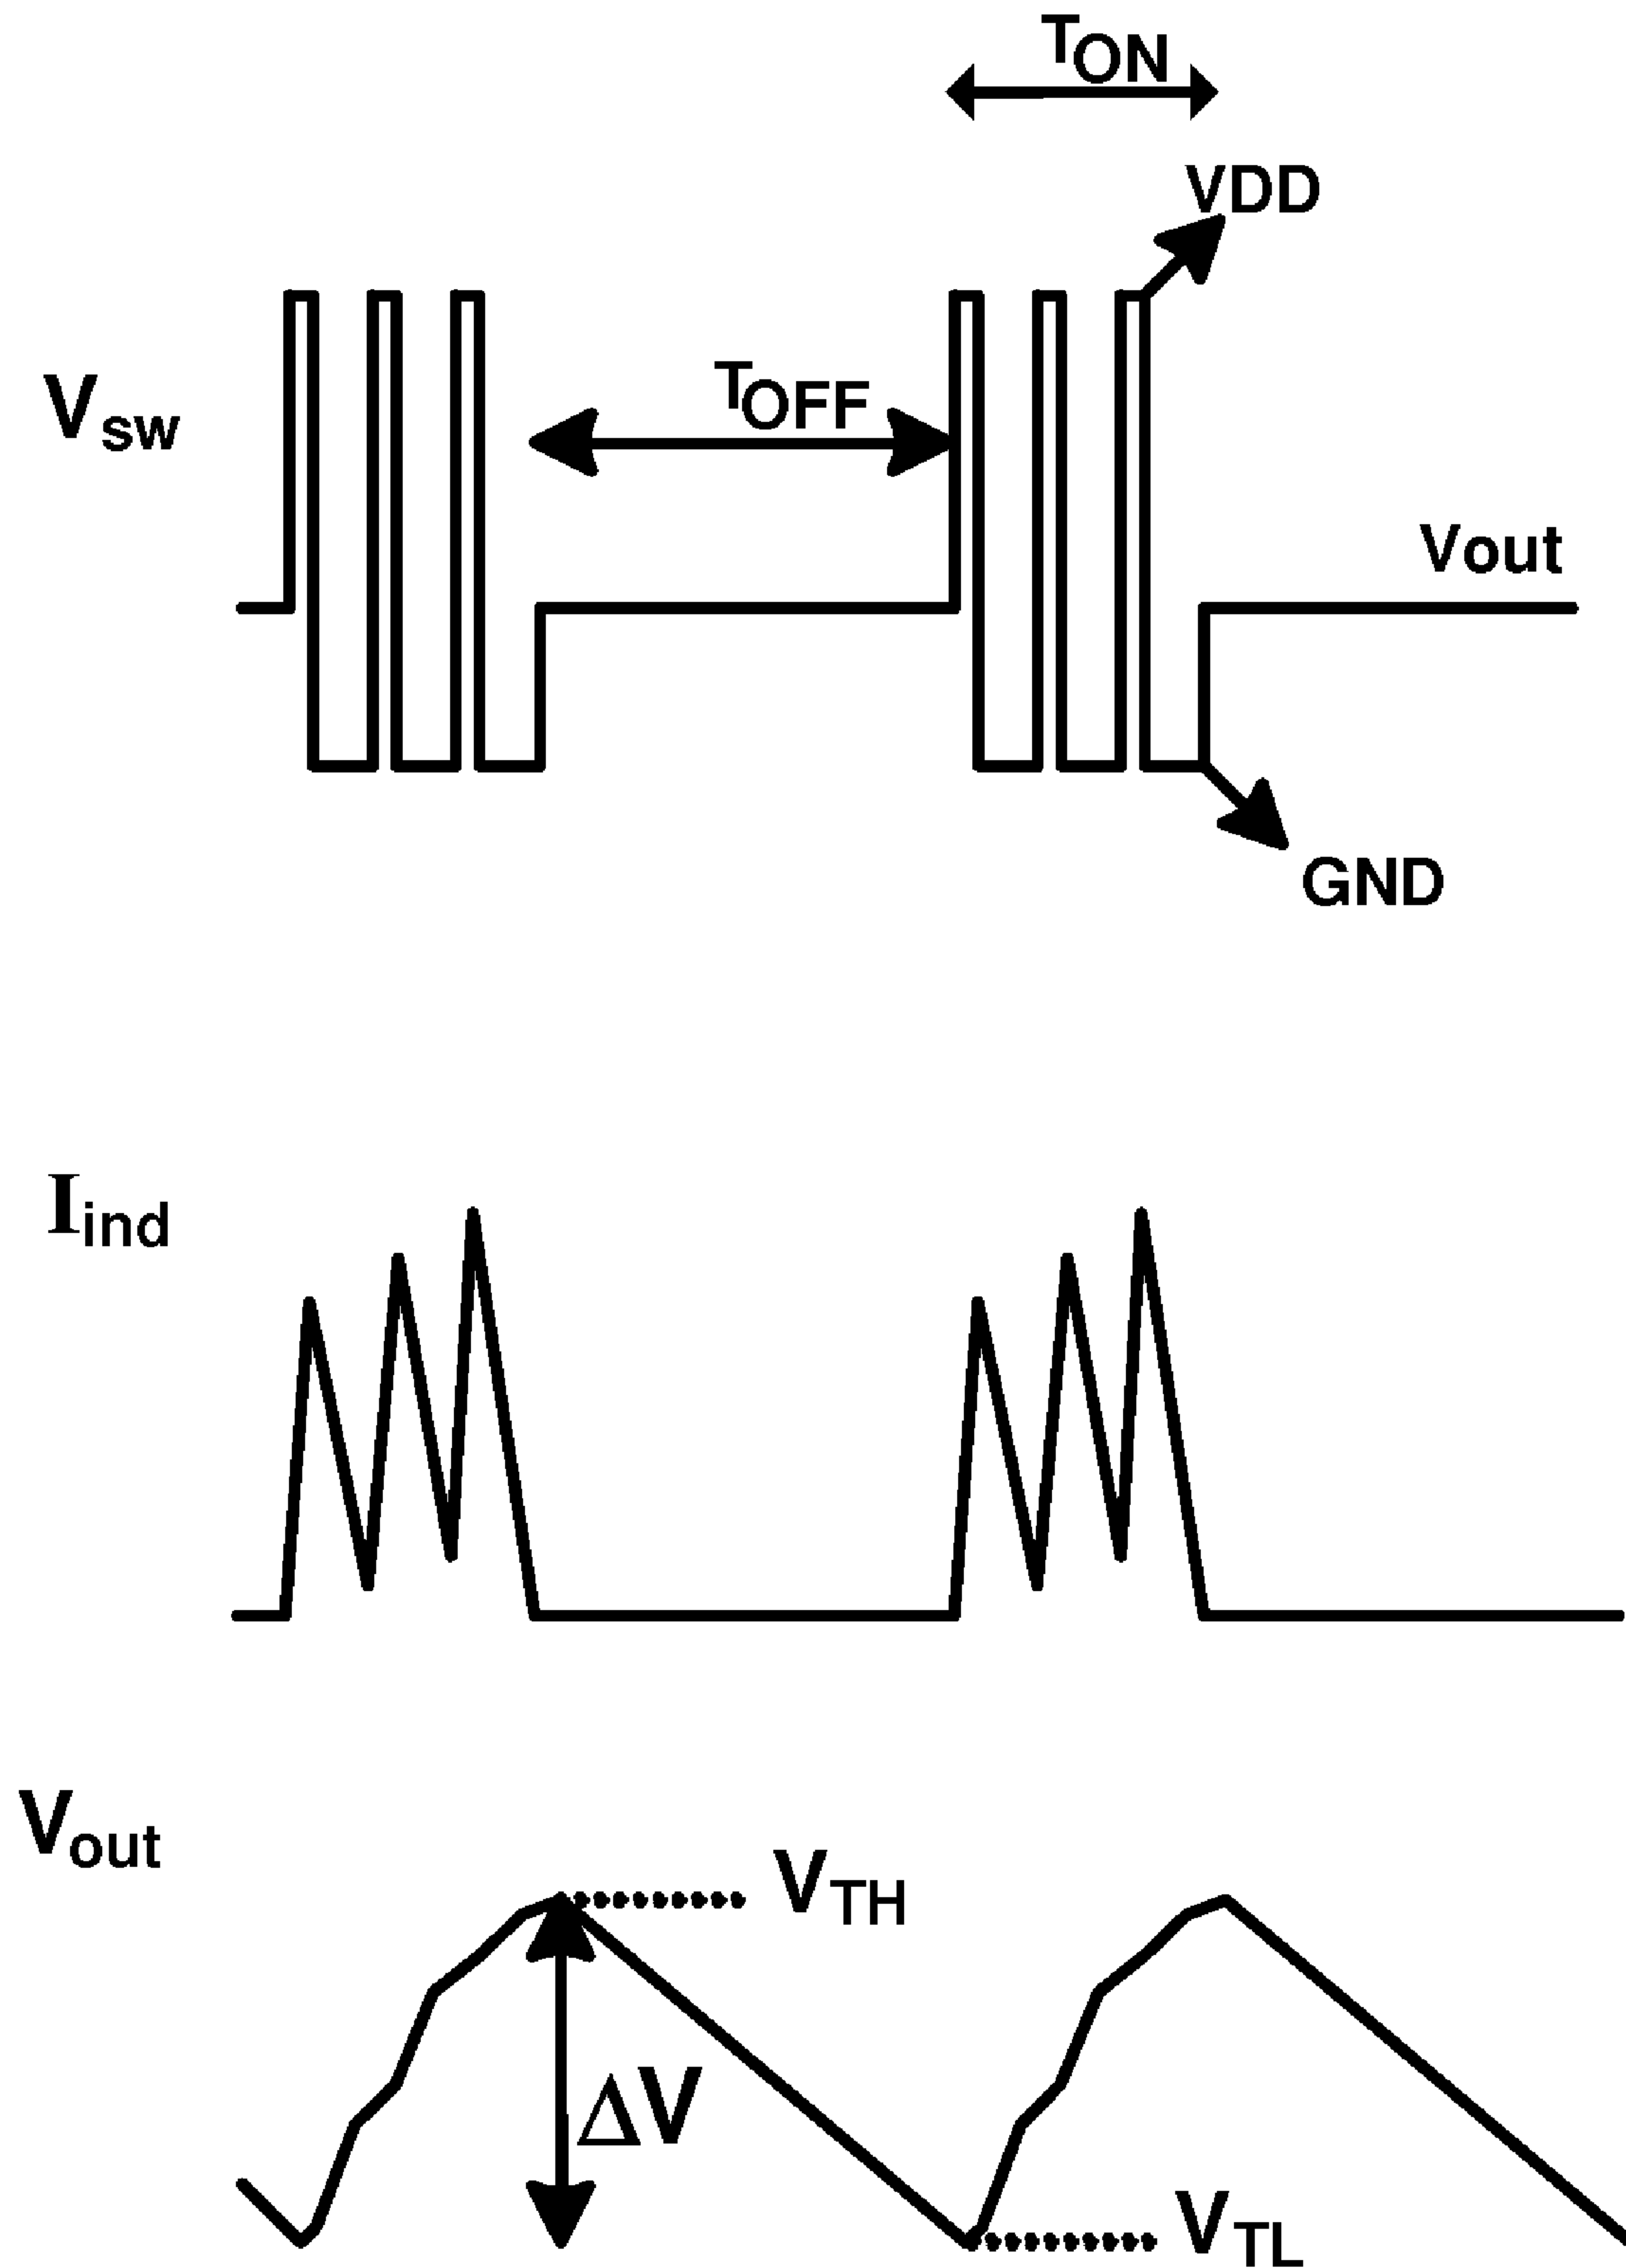 TON
VDD
Vsw
TOFF
Vout
GND
Iind
Vout
VTH
ΔV
VTL